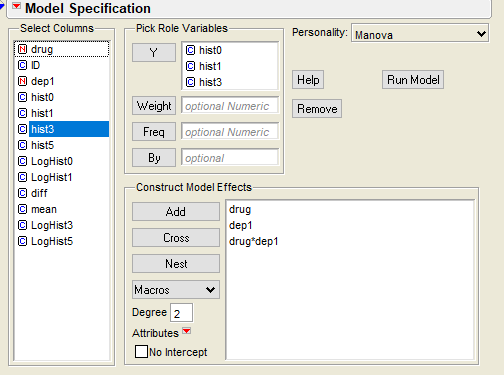 Model Specification
Select Columns
N drug
C ID
N dep1
C hist0
C hist1
C hist3
C hist5
C LogHist0
C LogHist1
C diff
C mean
C LogHist3
C LogHist5
Pick Role Variables
Y
C hist0
C hist1
C hist3
Weight optional Numeric
Freq optional Numeric
By optional
Personality: Manova
Help Run Model
Remove
Construct Model Effects
Add
Cross
Nest
Macros
Degree 2
Attributes
No Intercept
drug
dep1
drug*dep1